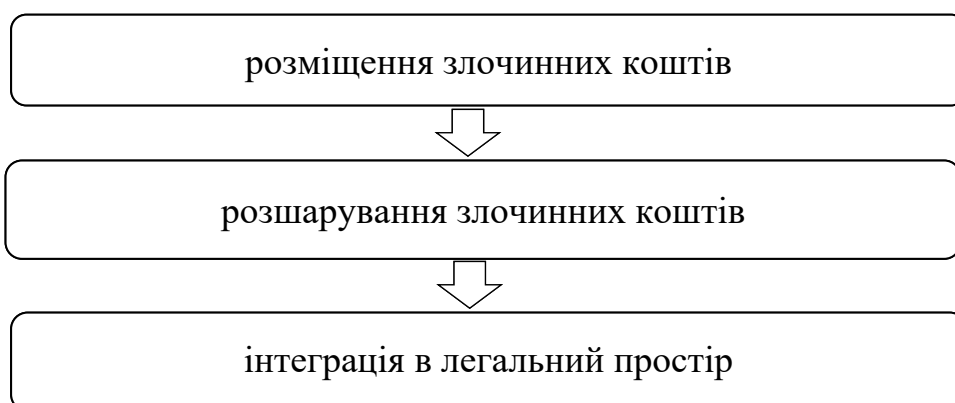 розміщення злочинних коштів
розшарування злочинних коштів
інтеграція в легальний простір